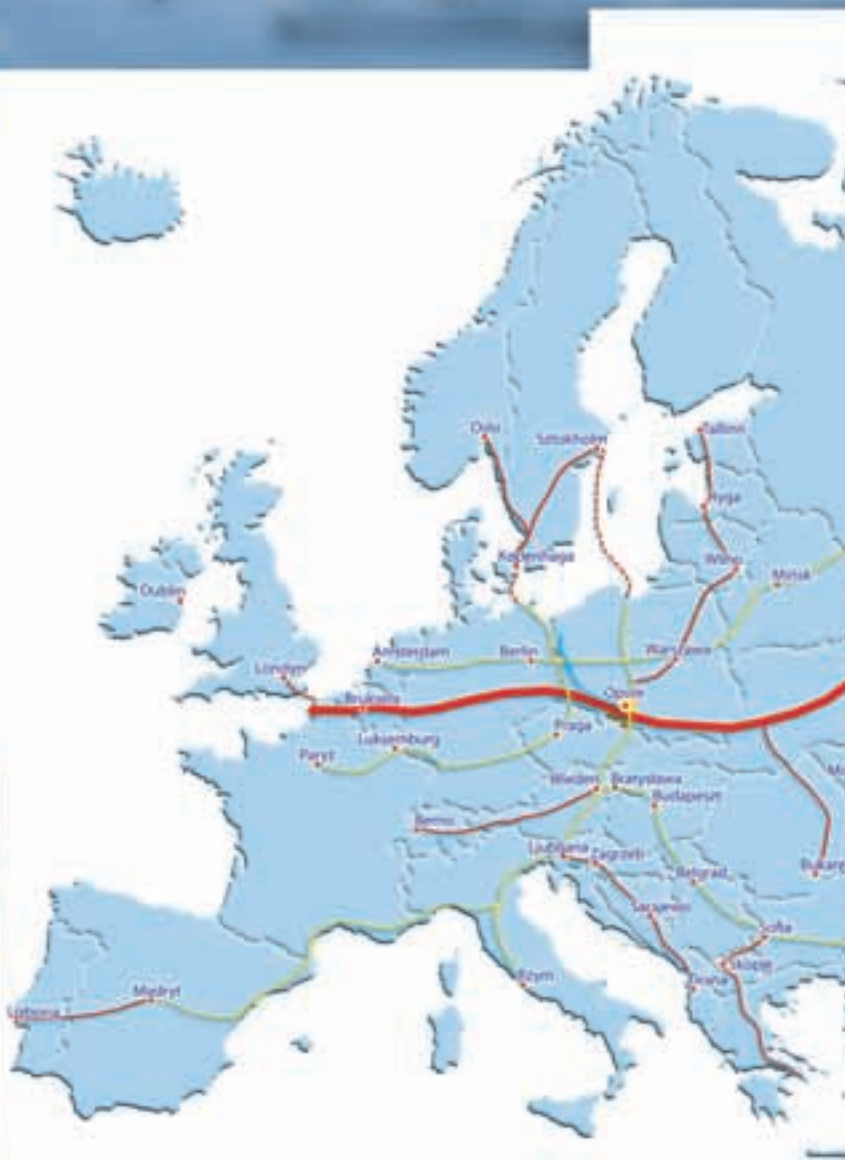 Oslo
Sztokholm
Tallinn
Ryga
Kopenhaga
Wilno
Mińsk
Dublin
Amsterdam
Berlin
Warszawa
Londyn
Bruksela
Opole
Praga
Luksemburg
Paryż
Wiedeń
Bratysława
Budapeszt
Berno
Ljubljana
Zagrzeb
Belgrad
Sarajewo
Sofia
Skopje
Tirana
Rzym
Madryt
Lizbona